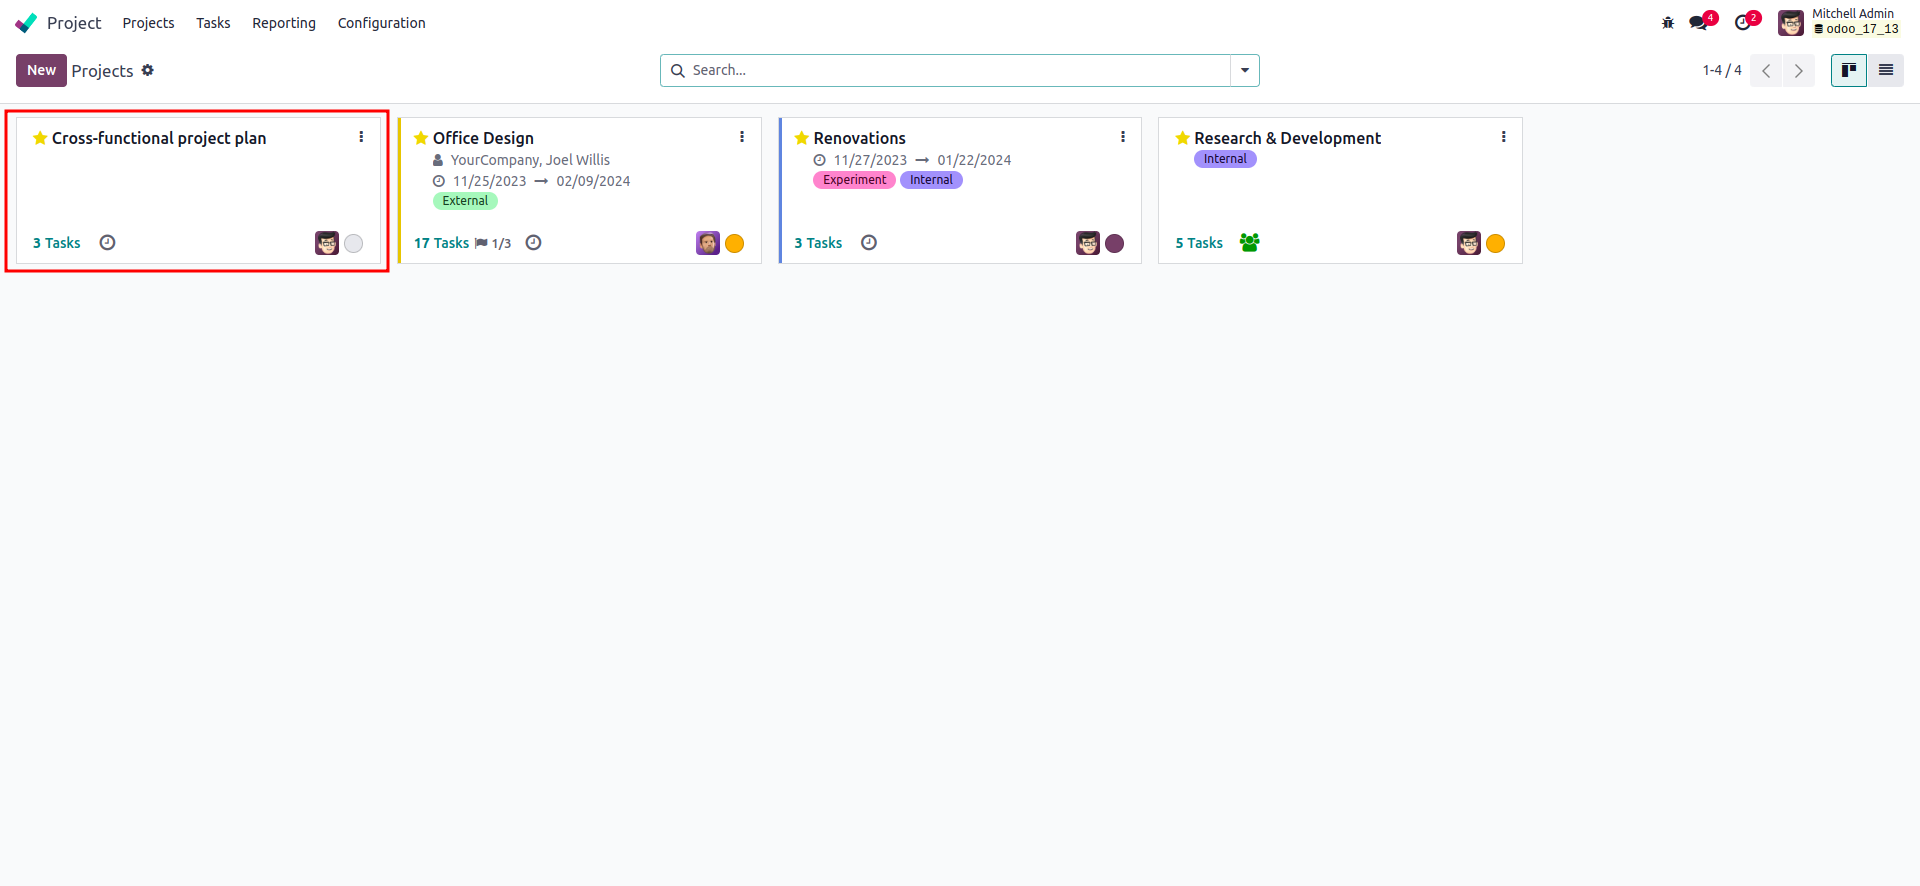 Project Projects Tasks Reporting Configuration 4 2 Mitchell Admin
odoo_17_13
New Projects Search... 1-4 / 4
Cross-functional project plan
3 Tasks
Office Design
YourCompany, Joel Willis
11/25/2023 → 02/09/2024
External
17 Tasks 1/3
Renovations
11/27/2023 → 01/22/2024
Experiment Internal
3 Tasks
Research & Development
Internal
5 Tasks